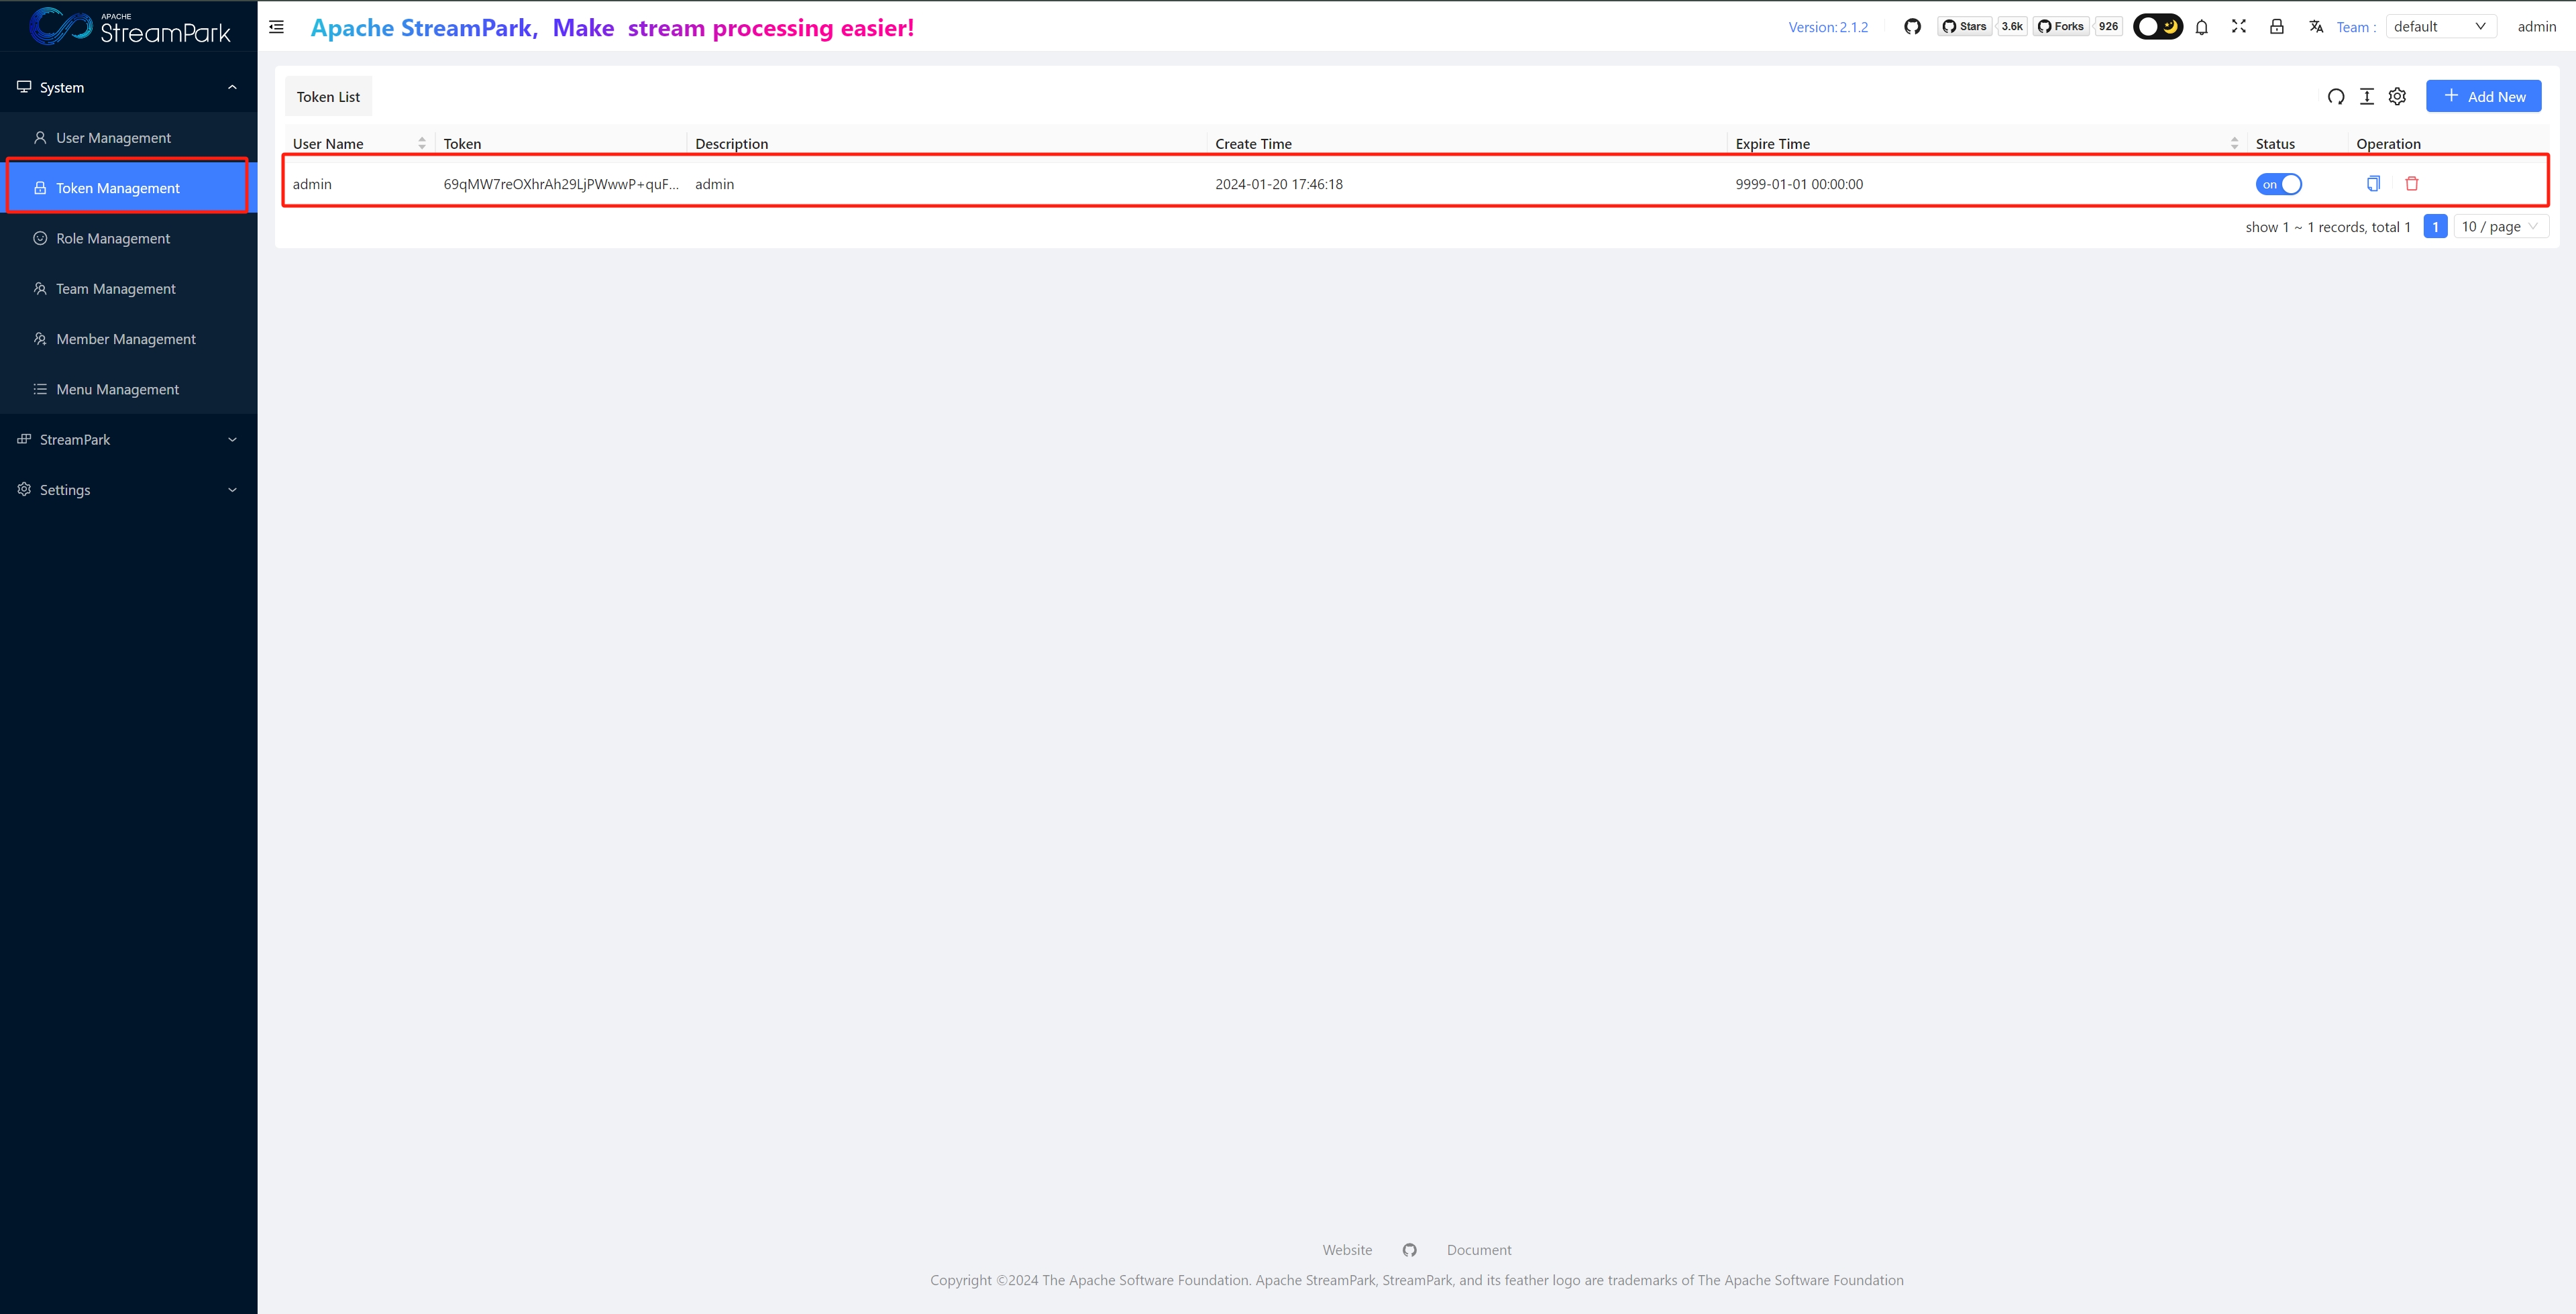 APACHE
StreamPark
Apache StreamPark, Make stream processing easier!
Version: 2.1.2
Stars 3.6k
Forks 926
Team :
default
admin
System
User Management
Token Management
Role Management
Team Management
Member Management
Menu Management
StreamPark
Settings
Token List
Add New
User Name Token Description Create Time Expire Time Status Operation
admin 69qMW7reOXhrAh29LjPWwwP+quF... admin 2024-01-20 17:46:18 9999-01-01 00:00:00 on
show 1 ~ 1 records, total 1 1 10 / page
Website Document
Copyright ©2024 The Apache Software Foundation. Apache StreamPark, StreamPark, and its feather logo are trademarks of The Apache Software Foundation